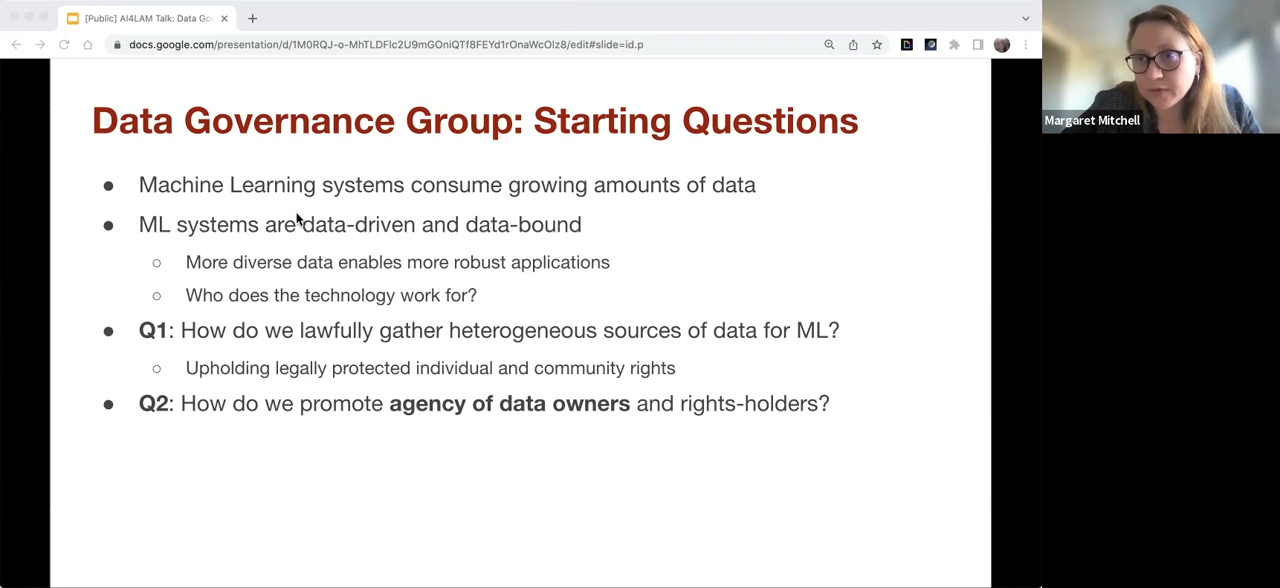 [Public] AI4LAM Talk: Data Gov
docs.google.com/presentation/d/1M0RQJ-o-MhTLDFlc2U9mGOniQTf8FEYd1rOnaWcOlz8/edit#slide=id.p
Margaret Mitchell
Data Governance Group: Starting Questions
● Machine Learning systems consume growing amounts of data
● ML systems are data-driven and data-bound
○ More diverse data enables more robust applications
○ Who does the technology work for?
● Q1: How do we lawfully gather heterogeneous sources of data for ML?
○ Upholding legally protected individual and community rights
● Q2: How do we promote agency of data owners and rights-holders?